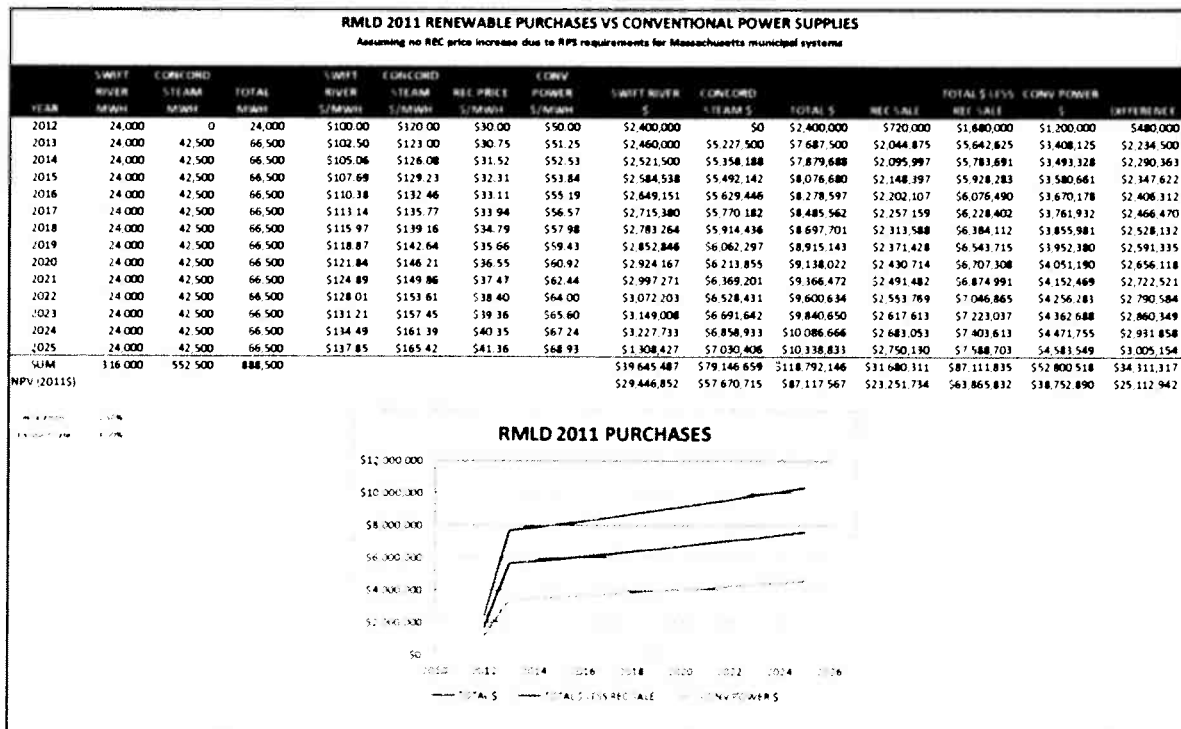 RMLD 2011 RENEWABLE PURCHASES VS CONVENTIONAL POWER SUPPLIES
Assuming no REC price increase due to RPS requirements for Massachusetts municipal systems
SWIFT CONCORD SWIFT CONCORD CONV
RIVER STEAM TOTAL RIVER STEAM REC PRICE POWER SWIFT RIVER CONCORD TOTAL $ LESS CONV POWER
YEAR MWH MWH MWH $/MWH $/MWH $/MWH $/MWH $ STEAM $ TOTAL $ REC SALE REC SALE $ DIFFERENCE
2012 24,000 0 24,000 $100.00 $120.00 $30.00 $50.00 $2,400,000 $0 $2,400,000 $720,000 $1,680,000 $1,200,000 $480,000
2013 24,000 42,500 66,500 $102.50 $123.00 $30.75 $51.25 $2,460,000 $5,227,500 $7,687,500 $2,044,875 $5,642,625 $3,408,125 $2,234,500
2014 24,000 42,500 66,500 $105.06 $126.08 $31.52 $52.53 $2,521,500 $5,358,188 $7,879,688 $2,095,997 $5,783,691 $3,493,328 $2,290,363
2015 24,000 42,500 66,500 $107.69 $129.23 $32.31 $53.84 $2,584,538 $5,492,142 $8,076,680 $2,148,397 $5,928,283 $3,580,661 $2,347,622
2016 24,000 42,500 66,500 $110.38 $132.46 $33.11 $55.19 $2,649,151 $5,629,446 $8,278,597 $2,202,107 $6,076,490 $3,670,178 $2,406,312
2017 24,000 42,500 66,500 $113.14 $135.77 $33.94 $56.57 $2,715,380 $5,770,182 $8,485,562 $2,257,159 $6,228,402 $3,761,932 $2,466,470
2018 24,000 42,500 66,500 $115.97 $139.16 $34.79 $57.98 $2,783,264 $5,914,436 $8,697,701 $2,313,588 $6,384,112 $3,855,981 $2,528,132
2019 24,000 42,500 66,500 $118.87 $142.64 $35.66 $59.43 $2,852,846 $6,062,297 $8,915,143 $2,371,428 $6,543,715 $3,952,380 $2,591,335
2020 24,000 42,500 66,500 $121.84 $146.21 $36.55 $60.92 $2,924,167 $6,213,855 $9,138,022 $2,430,714 $6,707,308 $4,051,190 $2,656,118
2021 24,000 42,500 66,500 $124.89 $149.86 $37.47 $62.44 $2,997,271 $6,369,201 $9,366,472 $2,491,482 $6,874,991 $4,152,469 $2,722,521
2022 24,000 42,500 66,500 $128.01 $153.61 $38.40 $64.00 $3,072,203 $6,528,431 $9,600,634 $2,553,769 $7,046,865 $4,256,283 $2,790,584
2023 24,000 42,500 66,500 $131.21 $157.45 $39.36 $65.60 $3,149,008 $6,691,642 $9,840,650 $2,617,613 $7,223,037 $4,362,688 $2,860,349
2024 24,000 42,500 66,500 $134.49 $161.39 $40.35 $67.24 $3,227,733 $6,858,933 $10,086,666 $2,683,053 $7,403,613 $4,471,755 $2,931,858
2025 24,000 42,500 66,500 $137.85 $165.42 $41.36 $68.93 $3,308,427 $7,030,406 $10,338,833 $2,750,130 $7,588,703 $4,583,549 $3,005,154
SUM 316,000 552,500 888,500 $39,645,487 $79,146,659 $118,792,146 $31,680,311 $87,111,835 $52,800,518 $34,311,317
NPV (2011$) $29,446,852 $57,670,715 $87,117,567 $23,251,734 $63,865,832 $38,752,890 $25,112,942
RMLD 2011 PURCHASES
$12,000,000
$10,000,000
$8,000,000
$6,000,000
$4,000,000
$2,000,000
$0
2010 2012 2014 2016 2018 2020 2022 2024 2026
TOTAL $ TOTAL $ LESS REC SALE CONV POWER $